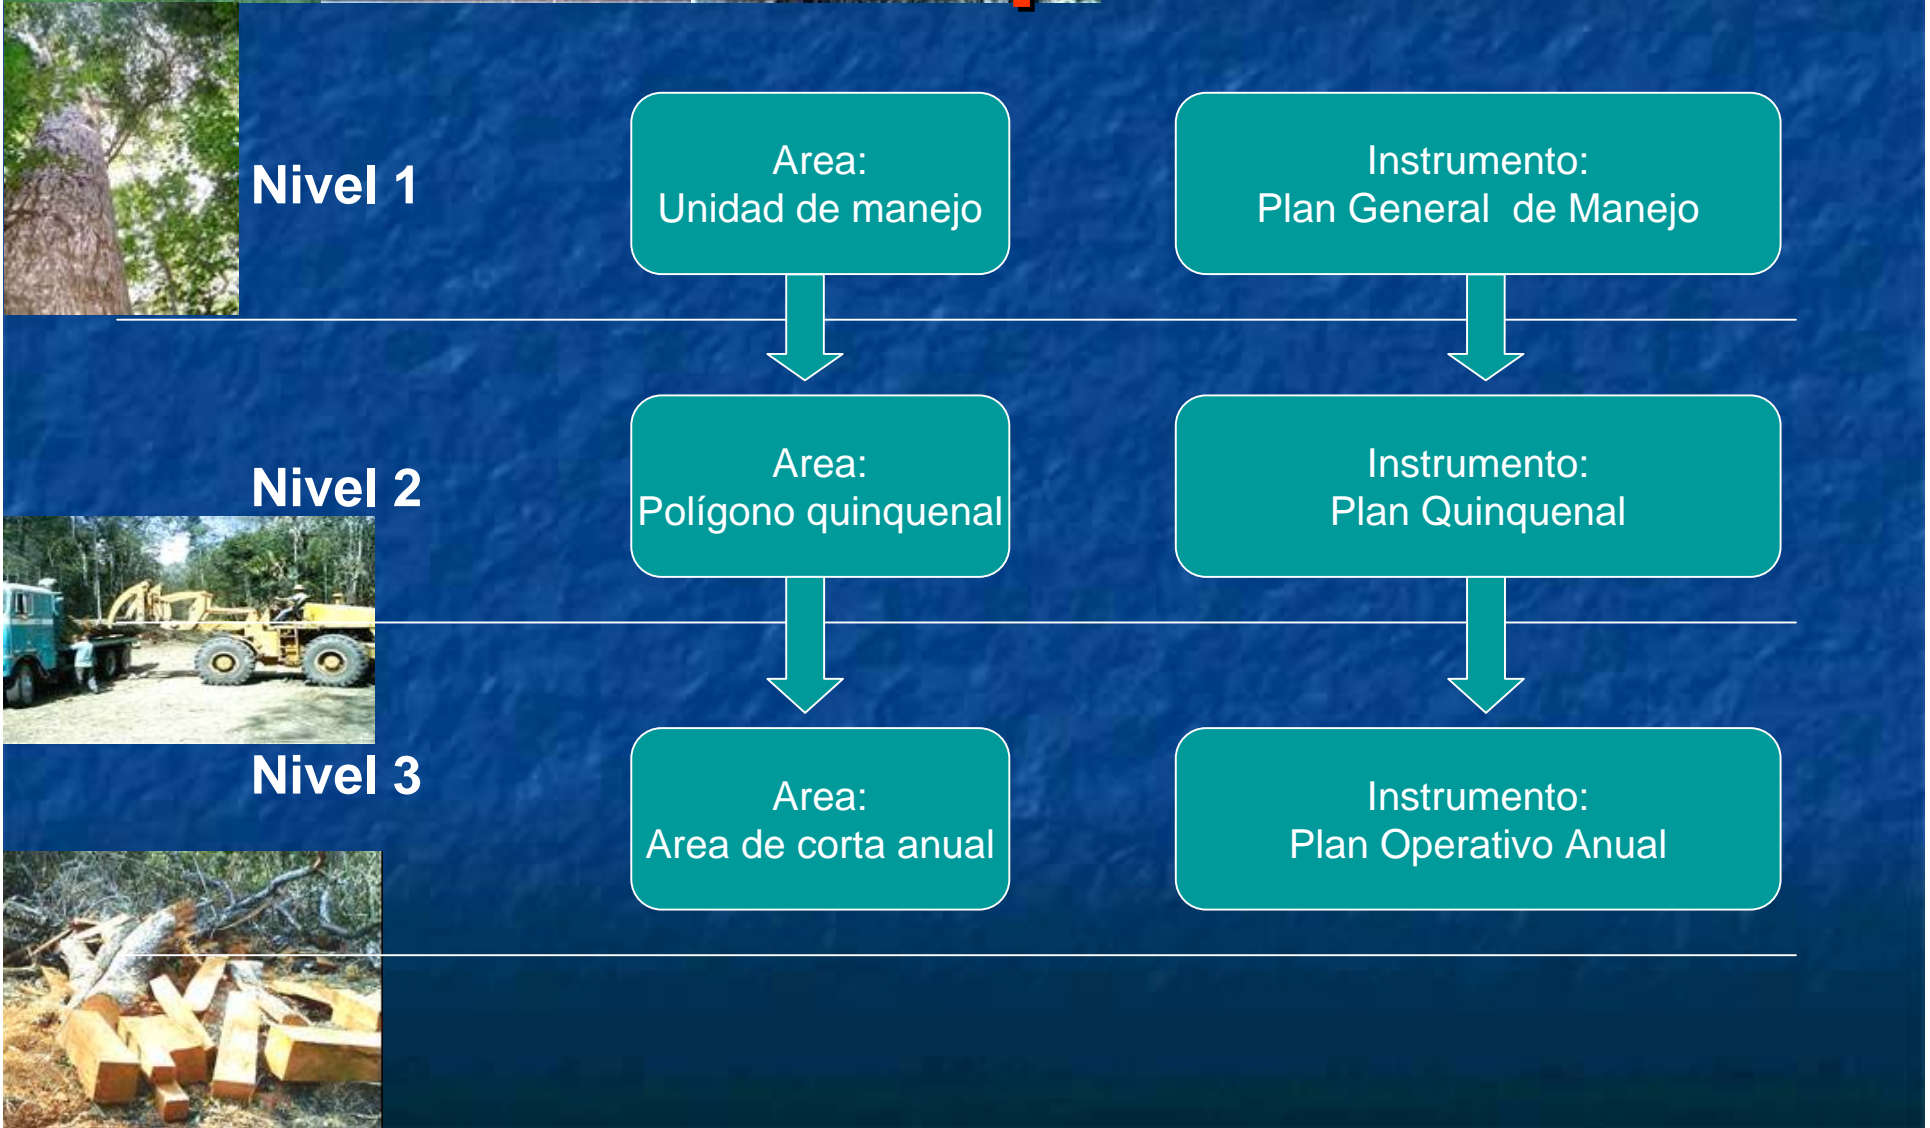 Nivel 1
Area:
Unidad de manejo
Instrumento:
Plan General  de Manejo
Nivel 2
Area:
Polígono quinquenal
Instrumento:
Plan Quinquenal
Nivel 3
Area:
Area de corta anual
Instrumento:
Plan Operativo Anual